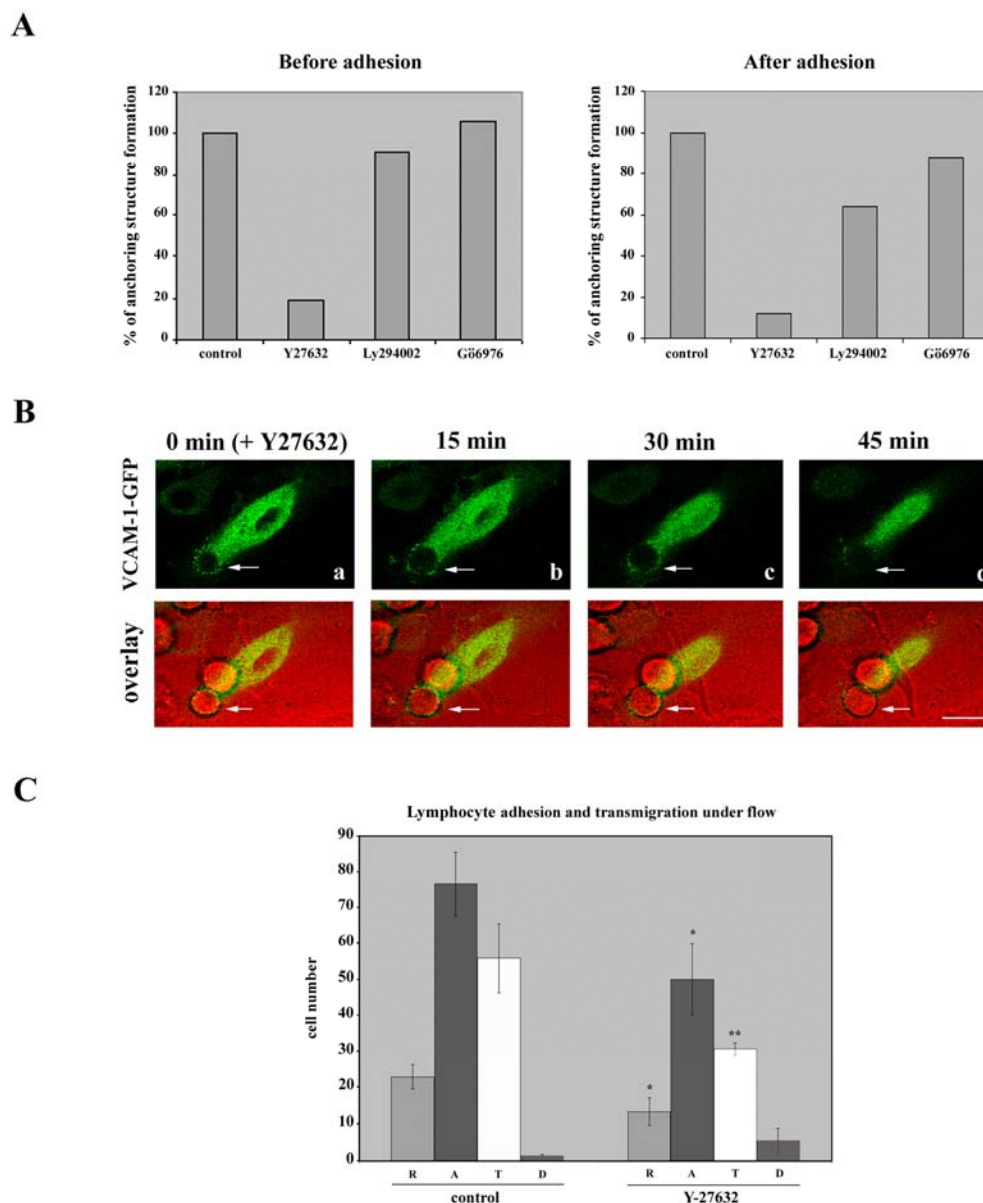 A
Before adhesion
% of anchoring structure formation
120
100
80
60
40
20
0
control Y27632 Ly294002 Gö6976
After adhesion
% of anchoring structure formation
120
100
80
60
40
20
0
control Y27632 Ly294002 Gö6976
B
0 min (+ Y27632) 15 min 30 min 45 min
VCAM-1-GFP
a b c d
overlay
C
Lymphocyte adhesion and transmigration under flow
cell number
90
80
70
60
50
40
30
20
10
0
* * **
R A T D R A T D
control Y-27632